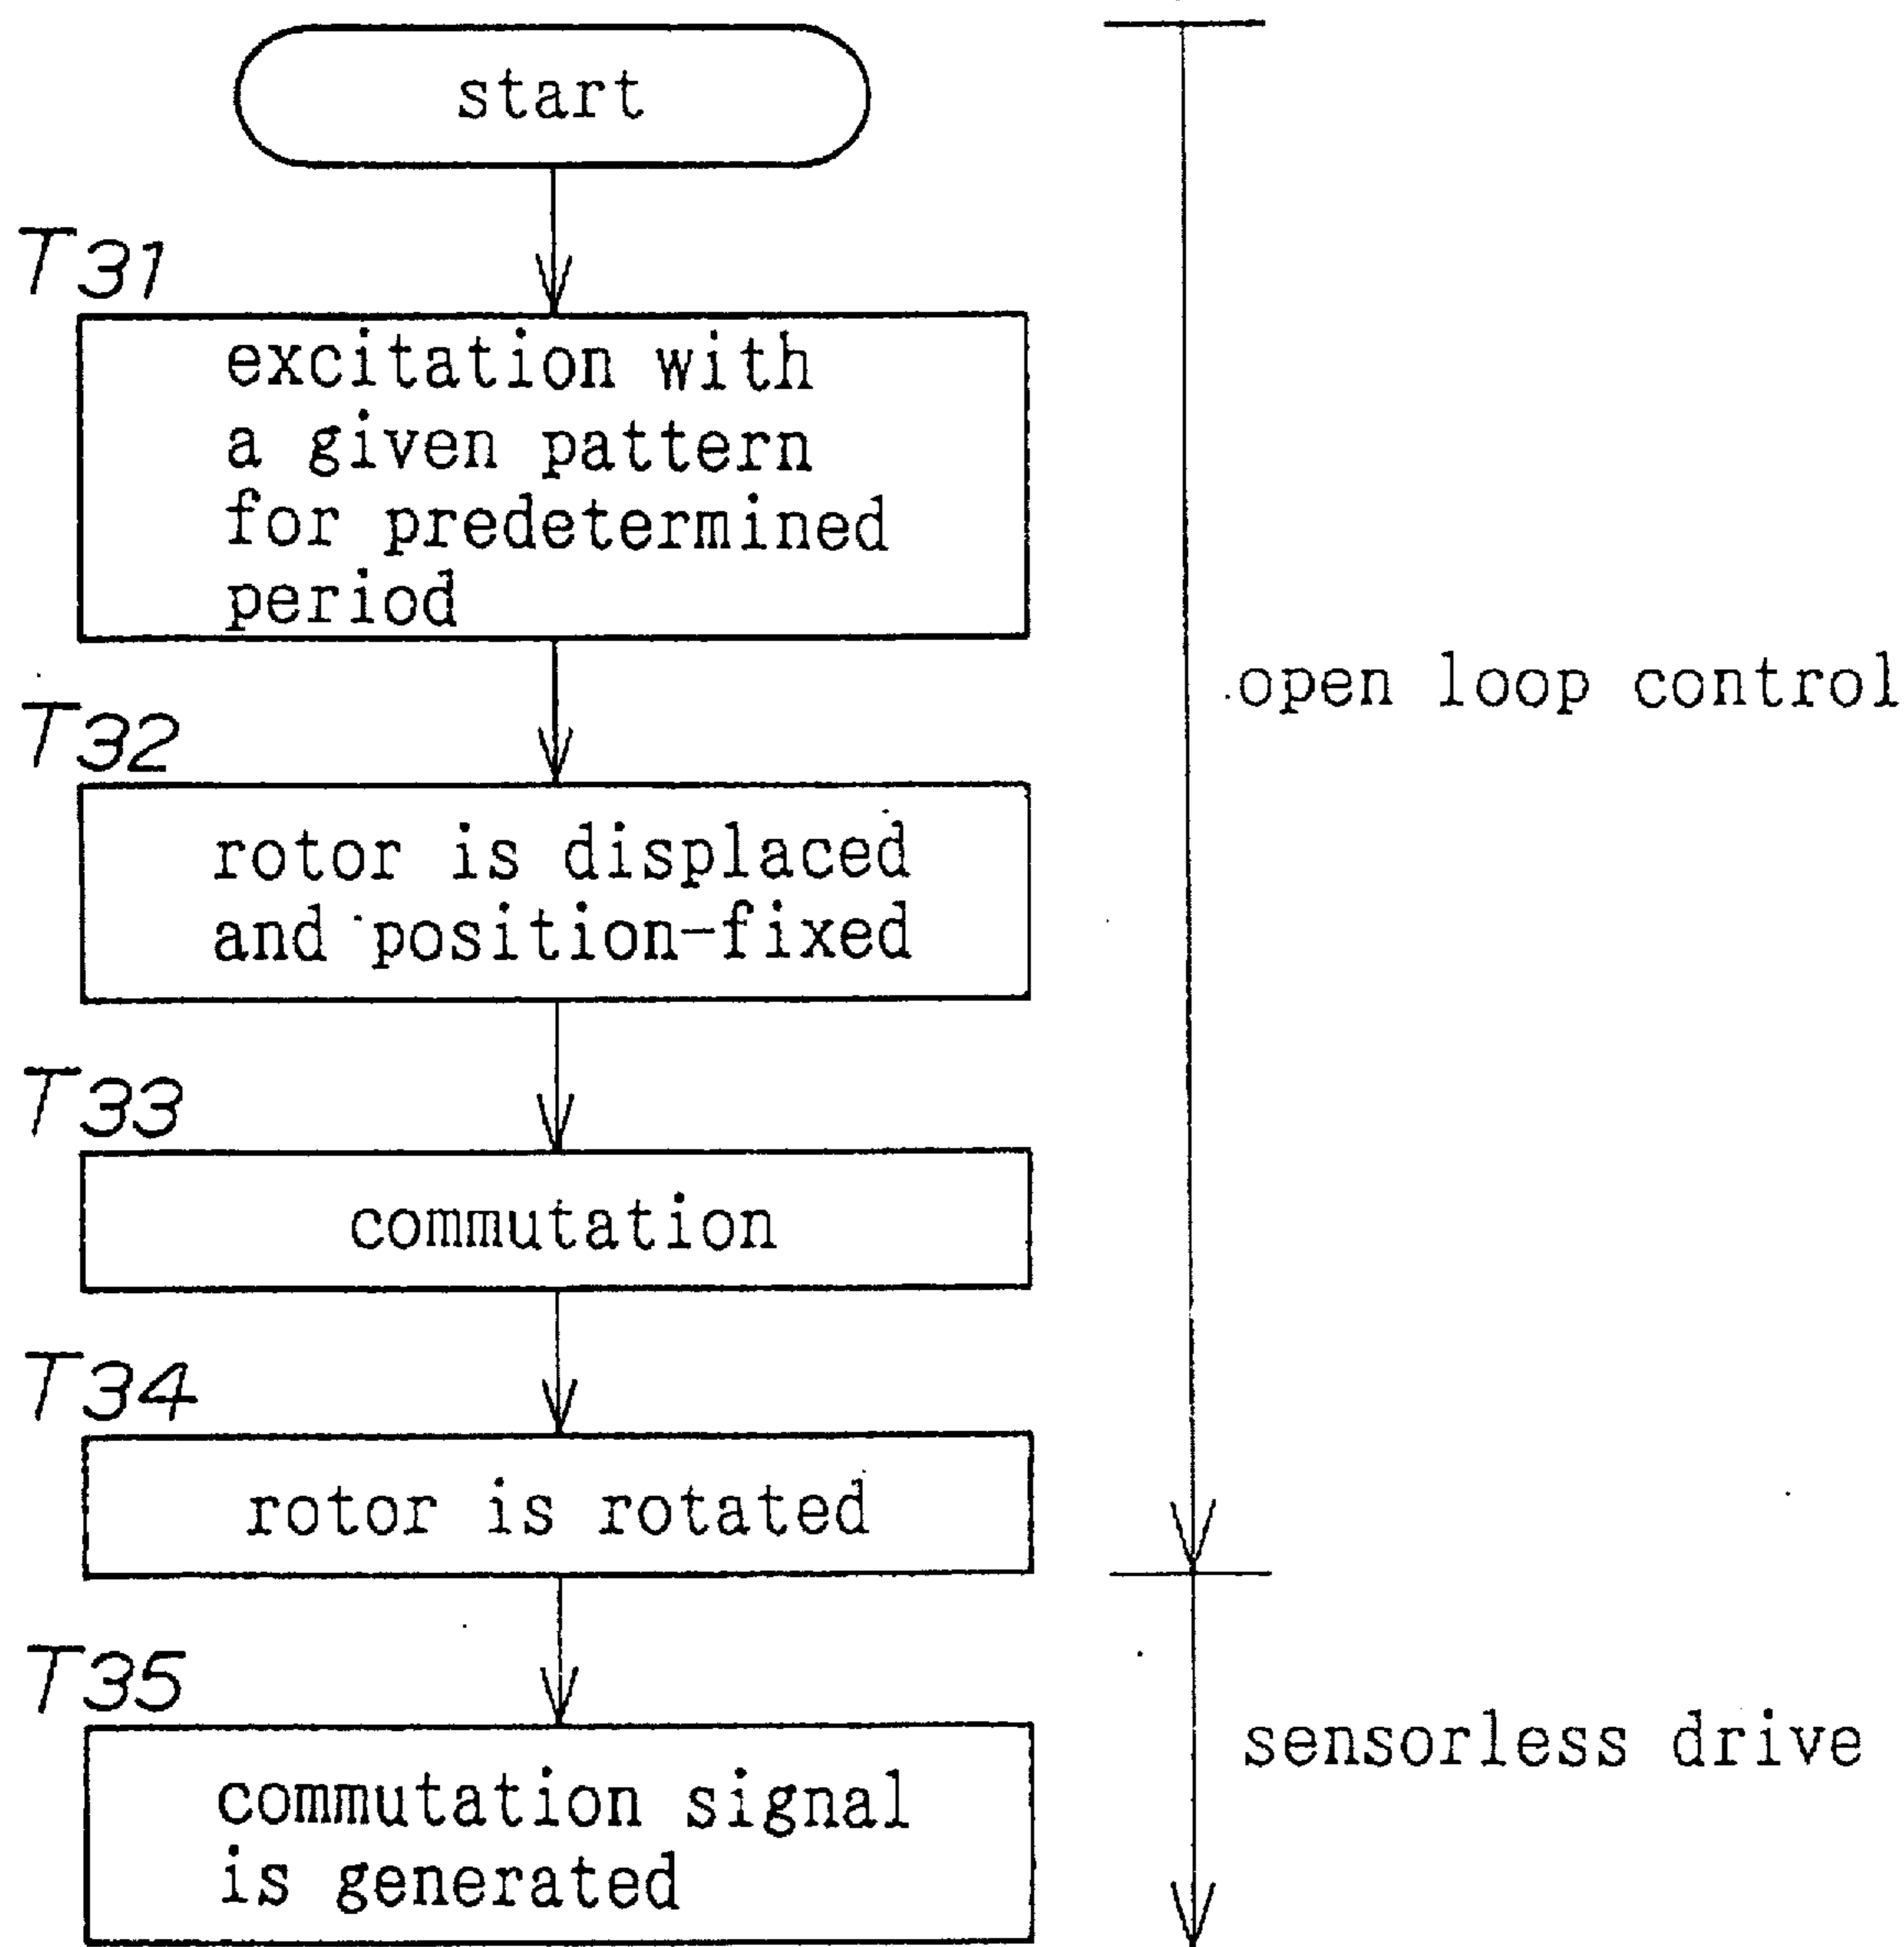 start
T31
excitation with
a given pattern
for predetermined
period
open loop control
T32
rotor is displaced
and position-fixed
T33
commutation
T34
rotor is rotated
T35
commutation signal
is generated
sensorless drive